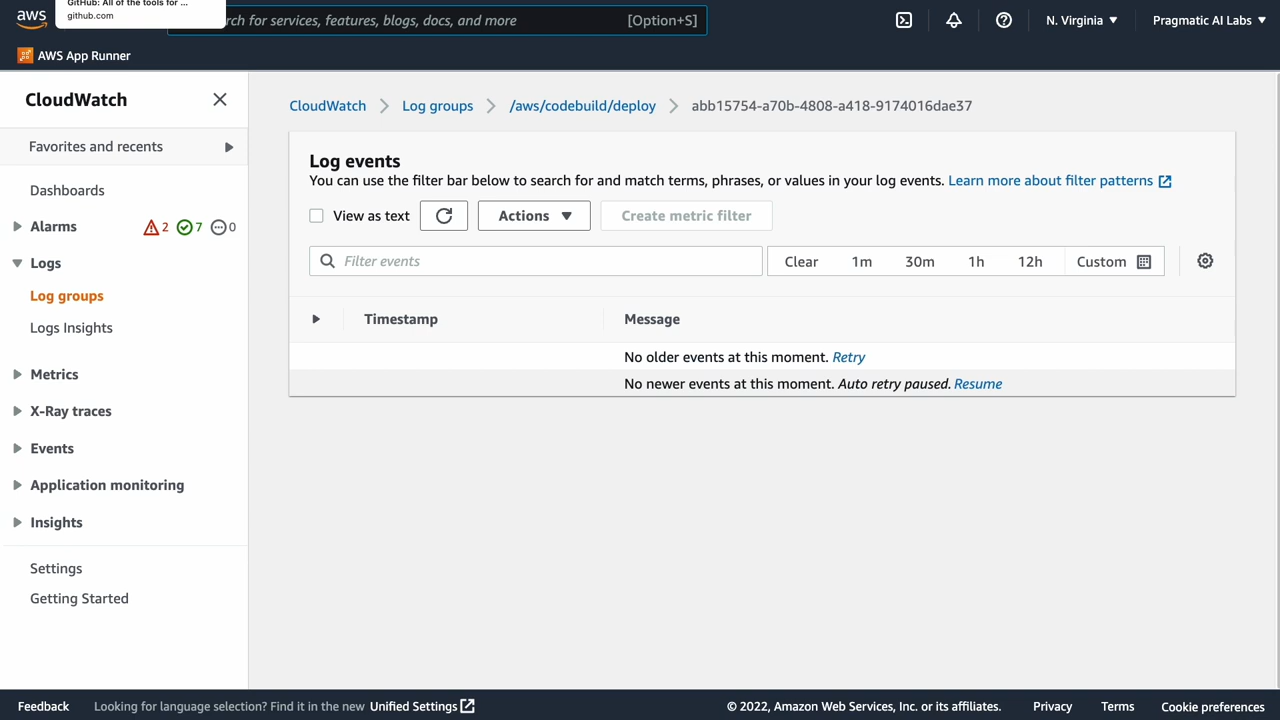 GitHub: All of the tools for ...
github.com
aws
rch for services, features, blogs, docs, and more [Option+S]
N. Virginia
Pragmatic AI Labs
AWS App Runner
CloudWatch
Favorites and recents
Dashboards
Alarms 2 7 0
Logs
Log groups
Logs Insights
Metrics
X-Ray traces
Events
Application monitoring
Insights
Settings
Getting Started
CloudWatch Log groups /aws/codebuild/deploy abb15754-a70b-4808-a418-9174016dae37
Log events
You can use the filter bar below to search for and match terms, phrases, or values in your log events. Learn more about filter patterns
View as text Actions Create metric filter
Filter events Clear 1m 30m 1h 12h Custom
Timestamp Message
No older events at this moment. Retry
No newer events at this moment. Auto retry paused. Resume
Feedback Looking for language selection? Find it in the new Unified Settings © 2022, Amazon Web Services, Inc. or its affiliates. Privacy Terms Cookie preferences